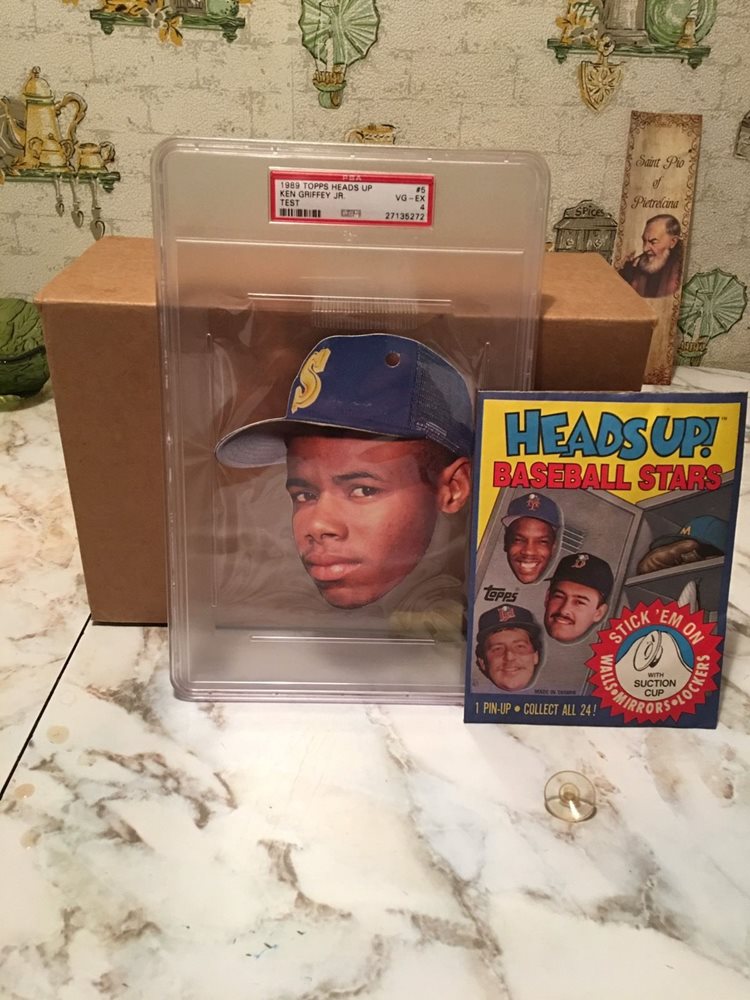 PSA
1989 TOPPS HEADS UP #5
KEN GRIFFEY JR. VG-EX
TEST 4
27135272
Saint Pio
of
Pietrelcina
SPICES
HEADS UP!™
BASEBALL STARS
S
M
B
topps®
STICK 'EM ON
WALLS•MIRRORS•LOCKERS
WITH
SUCTION
CUP
MADE IN TAIWAN
1 PIN-UP • COLLECT ALL 24!